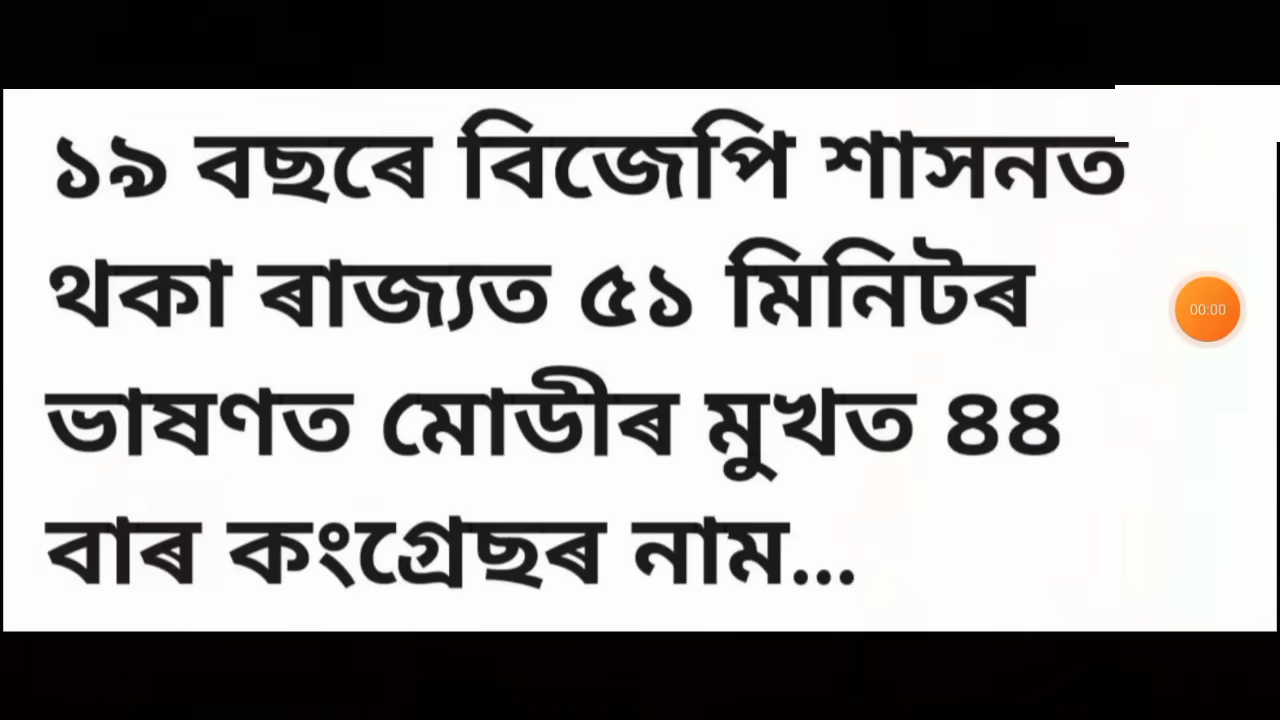 ১৯ বছৰে বিজেপি শাসনত
থকা ৰাজ্যত ৫১ মিনিটৰ
ভাষণত মোডীৰ মুখত ৪৪
বাৰ কংগ্ৰেছৰ নাম...
00:00